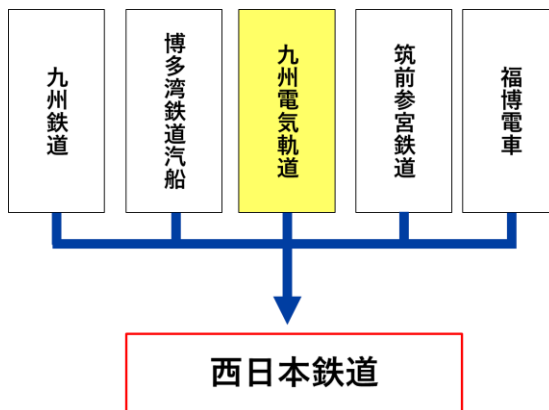 九州鉄道
博多湾鉄道汽船
九州電気軌道
筑前参宮鉄道
福博電車
西日本鉄道